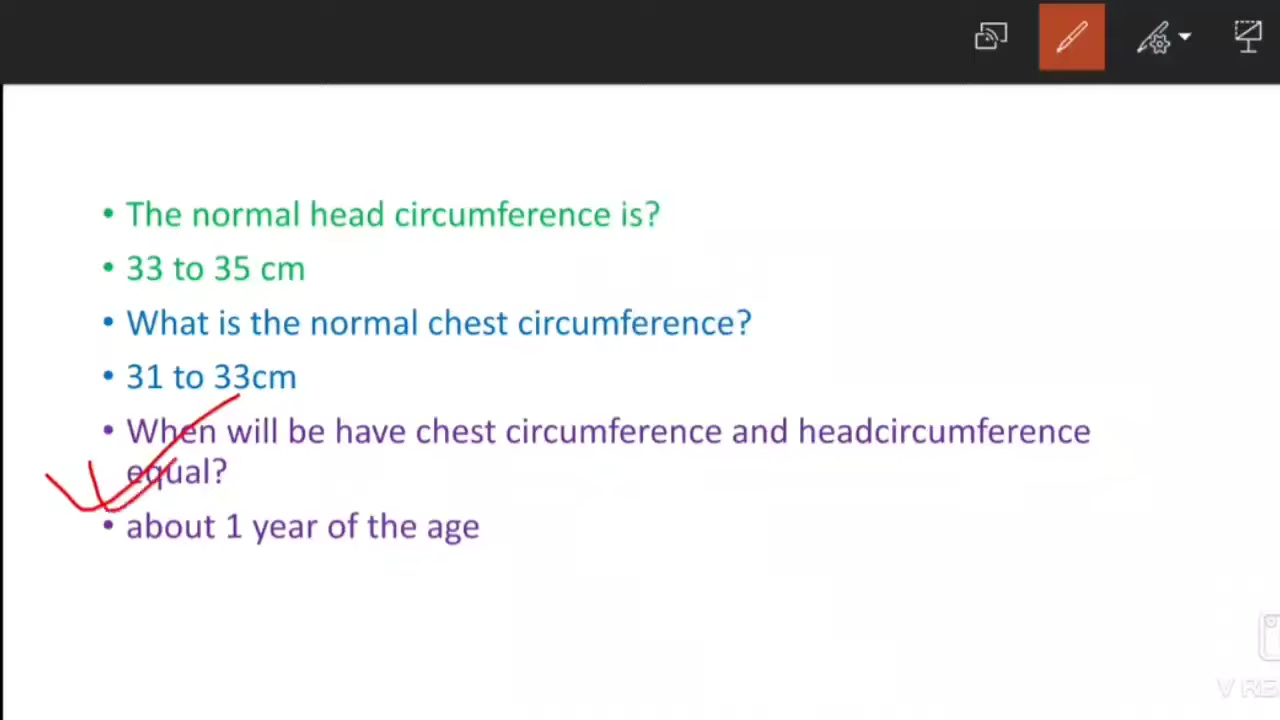 • The normal head circumference is?
• 33 to 35 cm
• What is the normal chest circumference?
• 31 to 33cm
• When will be have chest circumference and headcircumference
equal?
• about 1 year of the age